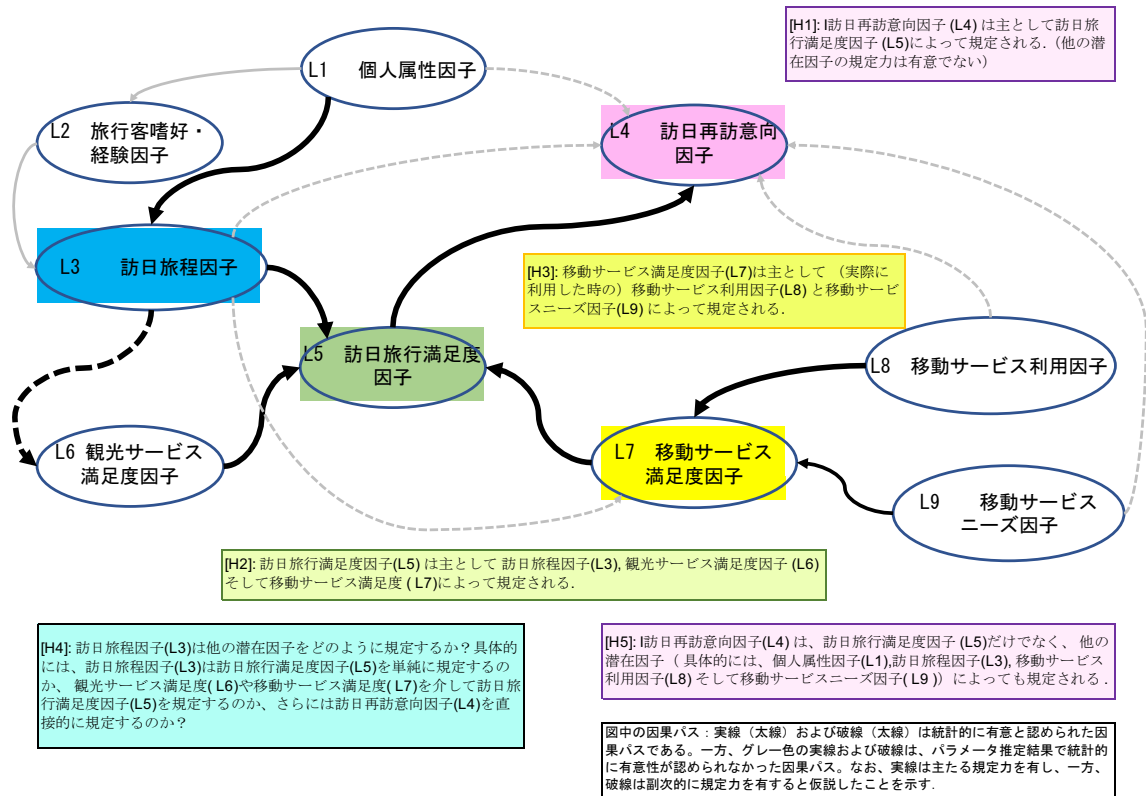 [H1]: I訪日再訪意向因子 (L4) は主として訪日旅
行満足度因子 (L5)によって規定される.（他の潜
在因子の規定力は有意でない）
L1 個人属性因子
L2 旅行客嗜好・
経験因子
L4 訪日再訪意向
因子
L3 訪日旅程因子
[H3]: 移動サービス満足度因子(L7)は主として （実際に
利用した時の）移動サービス利用因子(L8) と移動サービ
スニーズ因子(L9) によって規定される.
L5 訪日旅行満足度
因子
L8 移動サービス利用因子
L6 観光サービス
満足度因子
L7 移動サービス
満足度因子
L9 移動サービス
ニーズ因子
[H2]: 訪日旅行満足度因子(L5) は主として 訪日旅程因子(L3), 観光サービス満足度因子 (L6)
そして移動サービス満足度 ( L7)によって規定される.
[H4]: 訪日旅程因子(L3)は他の潜在因子をどのように規定するか？具体的
には、訪日旅程因子(L3)は訪日旅行満足度因子(L5)を単純に規定するの
か、 観光サービス満足度( L6)や移動サービス満足度( L7)を介して訪日旅
行満足度因子(L5)を規定するのか、さらには訪日再訪意向因子(L4)を直
接的に規定するのか？
[H5]: I訪日再訪意向因子(L4) は、訪日旅行満足度因子 (L5)だけでなく、 他の
潜在因子（ 具体的には、個人属性因子(L1),訪日旅程因子(L3), 移動サービス
利用因子(L8) そして移動サービスニーズ因子( L9 )）によっても規定される .
図中の因果パス：実線（太線）および破線（太線）は統計的に有意と認められた因
果パスである。一方、グレー色の実線および破線は、パラメータ推定結果で統計的
に有意性が認められなかった因果パス。なお、実線は主たる規定力を有し、一方、
破線は副次的に規定力を有すると仮説したことを示す.